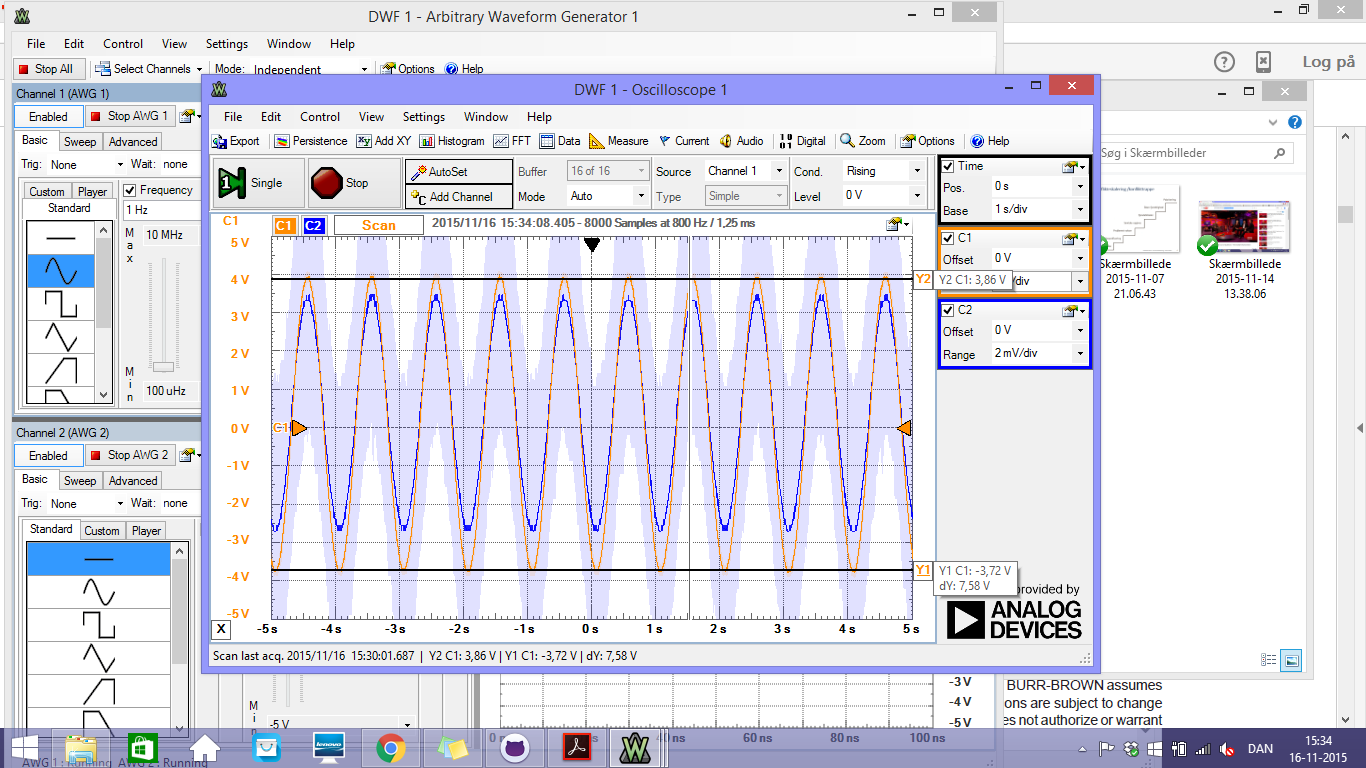 DWF 1 - Arbitrary Waveform Generator 1
File Edit Control View Settings Window Help
Stop All Select Channels Mode: Independent Options Help
Log på
Channel 1 (AWG 1)
Enabled Stop AWG 1
Basic Sweep Advanced
Trig: None Wait: none
Custom Player
Standard
Frequency
1 Hz
Max
10 MHz
Min
100 uHz
Channel 2 (AWG 2)
Enabled Stop AWG 2
Basic Sweep Advanced
Trig: None Wait: none
Standard Custom Player
Min
-5 V
AWG 1: Running AWG 2: Running
DWF 1 - Oscilloscope 1
File Edit Control View Settings Window Help
Export Persistence Add XY Histogram FFT Data Measure Current Audio Digital Zoom Options Help
Single Stop AutoSet Buffer 16 of 16 Source Channel 1 Cond. Rising
Add Channel Mode Auto Type Simple Level 0 V
C1 C1 C2 Scan 2015/11/16 15:34:08.405 - 8000 Samples at 800 Hz / 1,25 ms
5 V
4 V
3 V
2 V
1 V
0 V
-1 V
-2 V
-3 V
-4 V
-5 V
C1
Y2 Y2 C1: 3,86 V
Y1 Y1 C1: -3,72 V
dY: 7,58 V
X -5 s -4 s -3 s -2 s -1 s 0 s 1 s 2 s 3 s 4 s 5 s
Scan last acq. 2015/11/16 15:30:01.687 | Y2 C1: 3,86 V | Y1 C1: -3,72 V | dY: 7,58 V
Time
Pos. 0 s
Base 1 s/div
C1
Offset 0 V
/div
C2
Offset 0 V
Range 2 mV/div
provided by
ANALOG
DEVICES
Søg i Skærmbilleder
Skærmbillede
2015-11-07
21.06.43
Skærmbillede
2015-11-14
13.38.06
-3 V
-4 V
-5 V
0 ns 60 ns 80 ns 100 ns
BURR-BROWN assumes
ons are subject to change
es not authorize or warrant
lenovo
DAN
15:34
16-11-2015